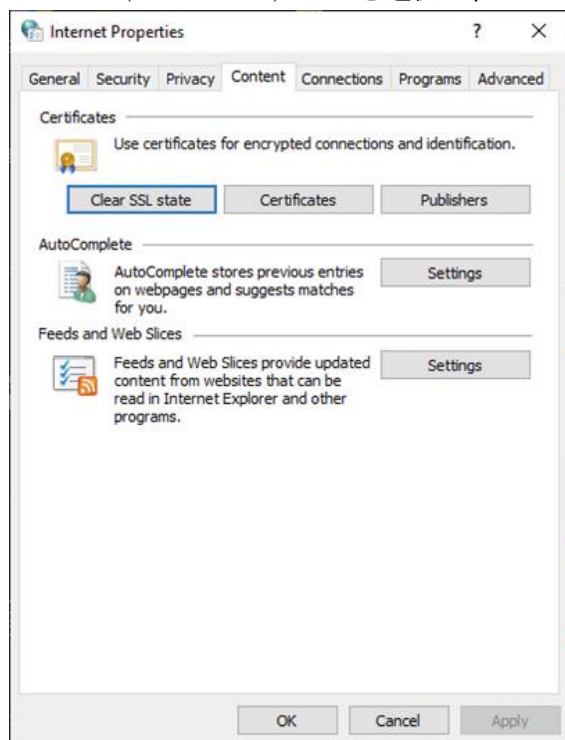 Internet Properties
? ×
General Security Privacy Content Connections Programs Advanced
Certificates
Use certificates for encrypted connections and identification.
Clear SSL state Certificates Publishers
AutoComplete
AutoComplete stores previous entries
on webpages and suggests matches
for you.
Settings
Feeds and Web Slices
Feeds and Web Slices provide updated
content from websites that can be
read in Internet Explorer and other
programs.
Settings
OK Cancel Apply